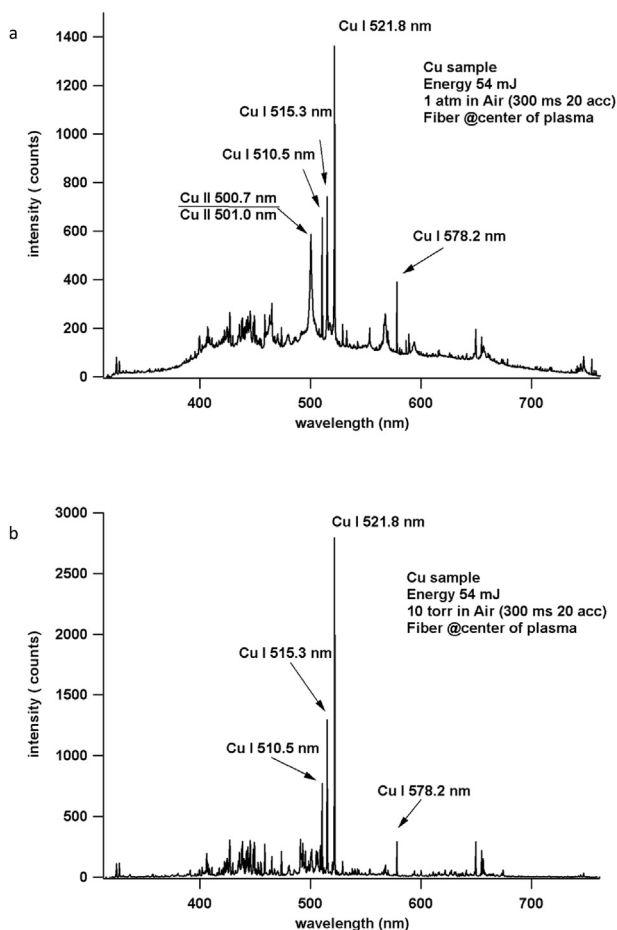 a
Cu I 521.8 nm
1400
1200
1000
800
600
400
200
0
intensity ( counts)
Cu sample
Energy 54 mJ
1 atm in Air (300 ms 20 acc)
Fiber @center of plasma
Cu I 515.3 nm
Cu I 510.5 nm
Cu II 500.7 nm
Cu II 501.0 nm
Cu I 578.2 nm
400
500
600
700
wavelength (nm)
b
3000
2500
2000
1500
1000
500
0
intensity ( counts)
Cu I 521.8 nm
Cu sample
Energy 54 mJ
10 torr in Air (300 ms 20 acc)
Fiber @center of plasma
Cu I 515.3 nm
Cu I 510.5 nm
Cu I 578.2 nm
400
500
600
700
wavelength (nm)